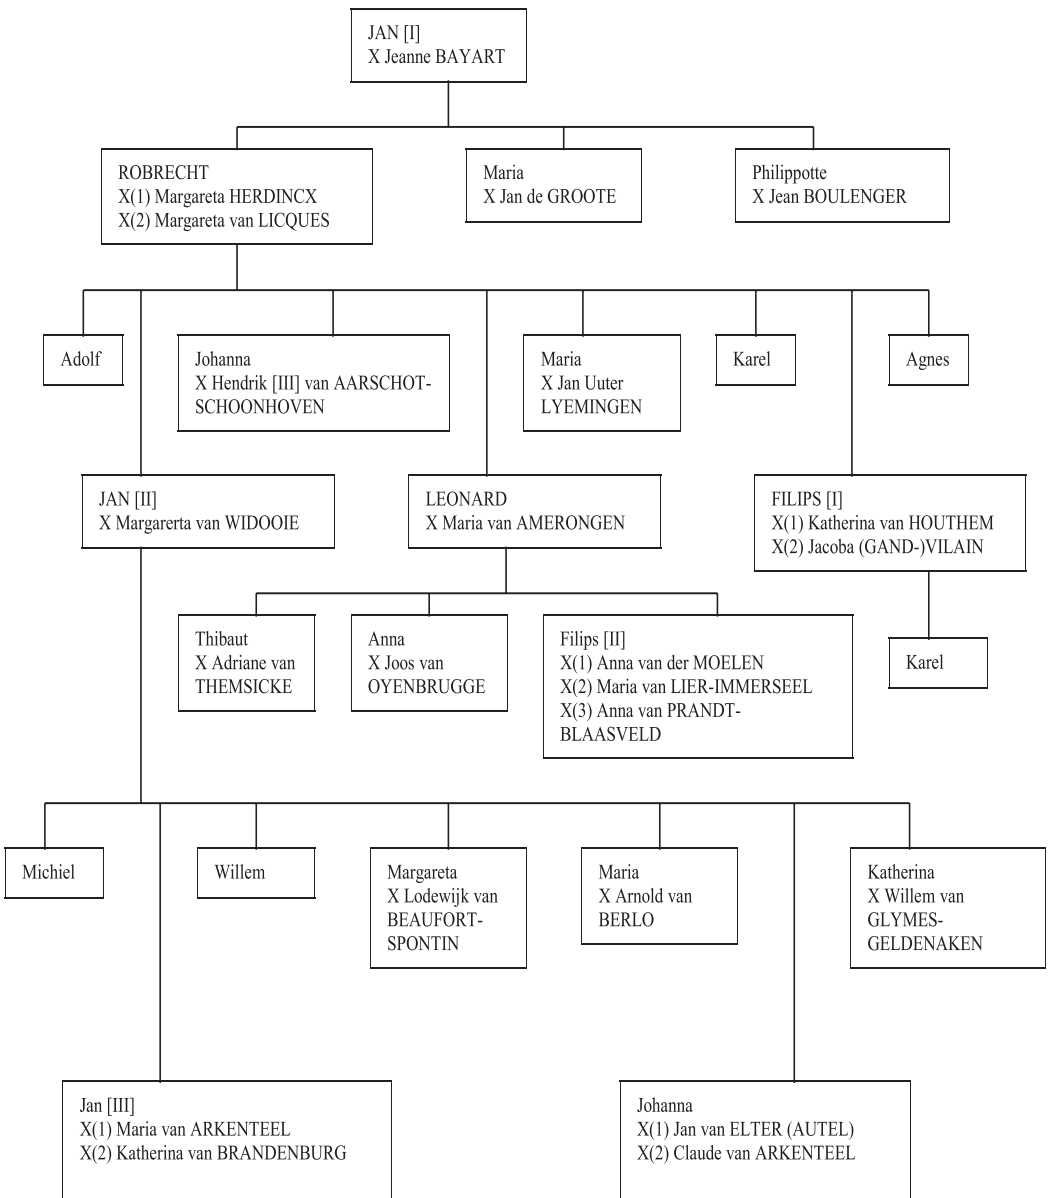 JAN [I]
X Jeanne BAYART
ROBRECHT
X(1) Margareta HERDINCX
X(2) Margareta van LICQUES
Maria
X Jan de GROOTE
Philippotte
X Jean BOULENGER
Adolf
Johanna
X Hendrik [III] van AARSCHOT-
SCHOONHOVEN
Maria
X Jan Uuter
LYEMINGEN
Karel
Agnes
JAN [II]
X Margarerta van WIDOOIE
LEONARD
X Maria van AMERONGEN
FILIPS [I]
X(1) Katherina van HOUTHEM
X(2) Jacoba (GAND-)VILAIN
Thibaut
X Adriane van
THEMSICKE
Anna
X Joos van
OYENBRUGGE
Filips [II]
X(1) Anna van der MOELEN
X(2) Maria van LIER-IMMERSEEL
X(3) Anna van PRANDT-
BLAASVELD
Karel
Michiel
Willem
Margareta
X Lodewijk van
BEAUFORT-
SPONTIN
Maria
X Arnold van
BERLO
Katherina
X Willem van
GLYMES-
GELDENAKEN
Jan [III]
X(1) Maria van ARKENTEEL
X(2) Katherina van BRANDENBURG
Johanna
X(1) Jan van ELTER (AUTEL)
X(2) Claude van ARKENTEEL